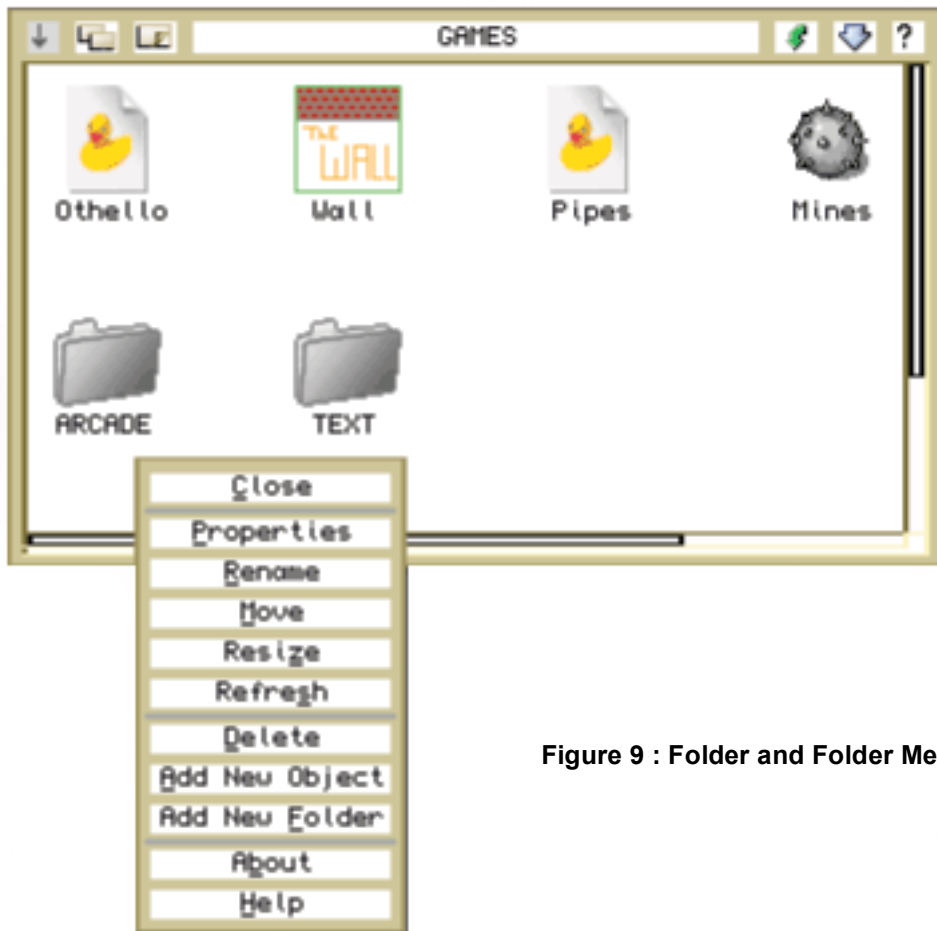 GAMES ?
THE WALL
Othello Wall Pipes Mines
ARCADE TEXT
Close
Properties
Rename
Move
Resize
Refresh
Delete
Add New Object
Add New Folder
About
Help
Figure 9 : Folder and Folder Me